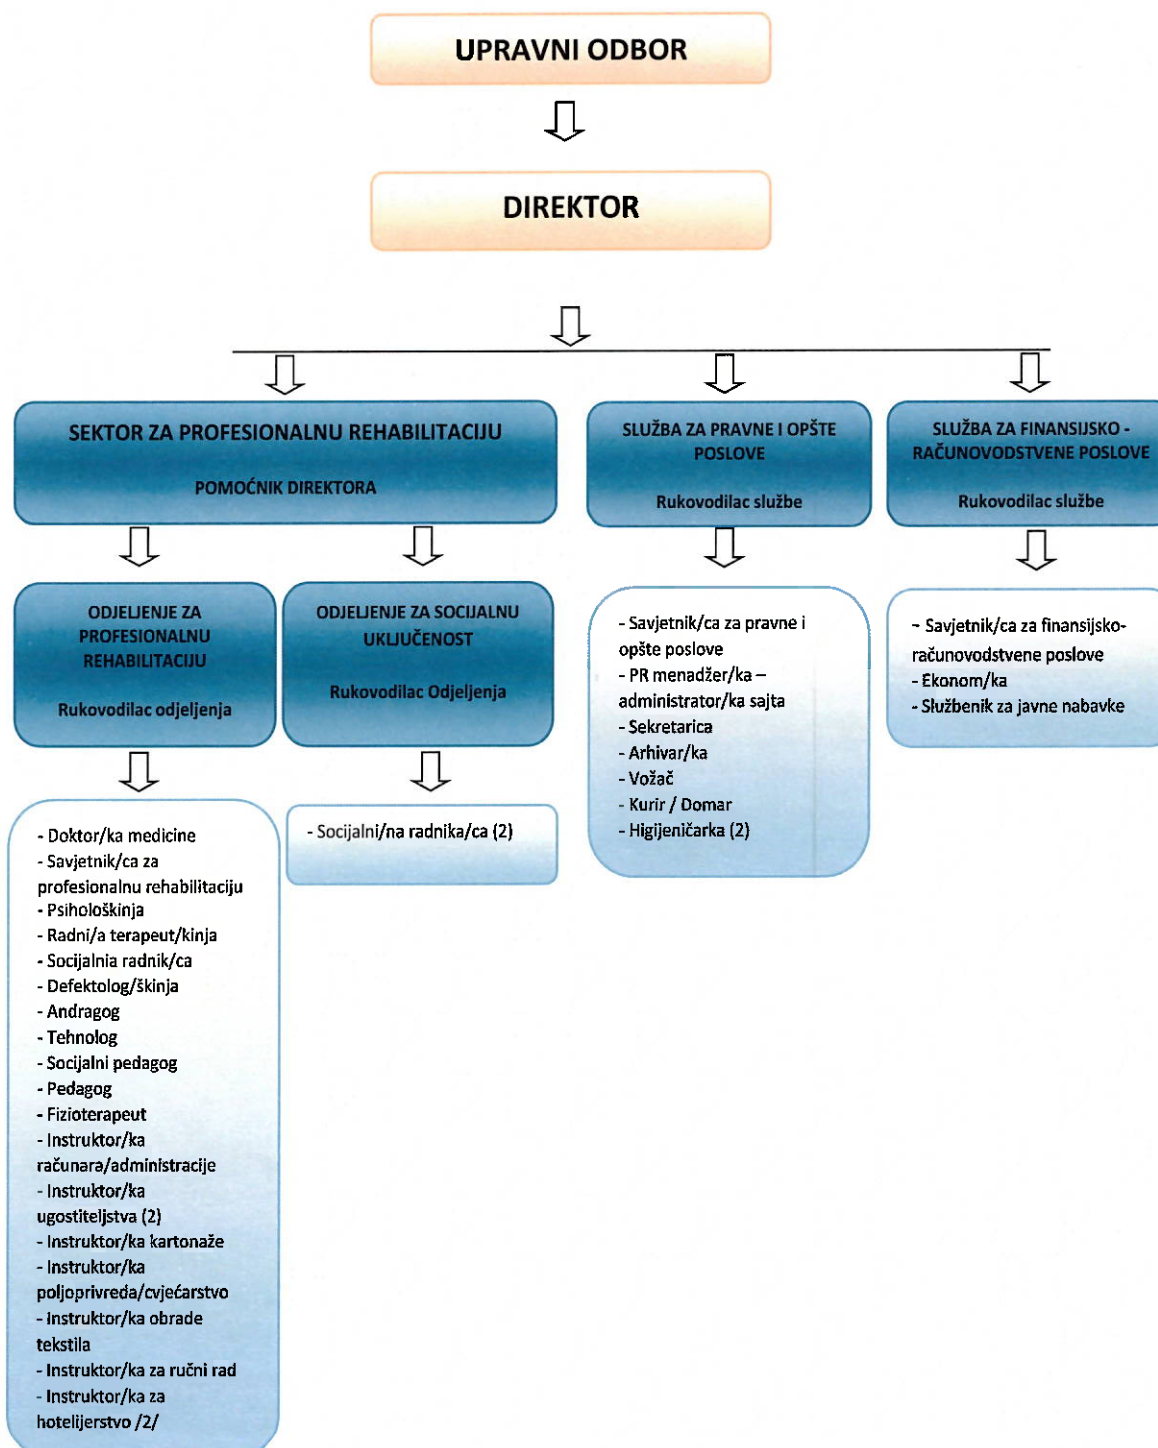 UPRAVNI ODBOR
DIREKTOR
SEKTOR ZA PROFESIONALNU REHABILITACIJU
POMOĆNIK DIREKTORA
SLUŽBA ZA PRAVNE I OPŠTE
POSLOVE
Rukovodilac službe
SLUŽBA ZA FINANSIJSKO -
RAČUNOVODSTVENE POSLOVE
Rukovodilac službe
ODJELJENJE ZA
PROFESIONALNU
REHABILITACIJU
Rukovodilac odjeljenja
ODJELJENJE ZA SOCIJALNU
UKLJUČENOST
Rukovodilac Odjeljenja
- Savjetnik/ca za pravne i
opšte poslove
- PR menadžer/ka –
administrator/ka sajta
- Sekretarica
- Arhivar/ka
- Vožač
- Kurir / Domar
- Higijeničarka (2)
- Savjetnik/ca za finansijsko-
računovodstvene poslove
- Ekonom/ka
- Službenik za javne nabavke
- Doktor/ka medicine
- Savjetnik/ca za
profesionalnu rehabilitaciju
- Psihološkinja
- Radni/a terapeut/kinja
- Socijalnia radnik/ca
- Defektolog/škinja
- Andragog
- Tehnolog
- Socijalni pedagog
- Pedagog
- Fizioterapeut
- Instruktor/ka
računara/administracije
- Instruktor/ka
ugostiteljstva (2)
- Instruktor/ka kartonaže
- Instruktor/ka
poljoprivreda/cvjećarstvo
- Instruktor/ka obrade
tekstila
- Instruktor/ka za ručni rad
- Instruktor/ka za
hotelijerstvo /2/
- Socijalni/na radnika/ca (2)